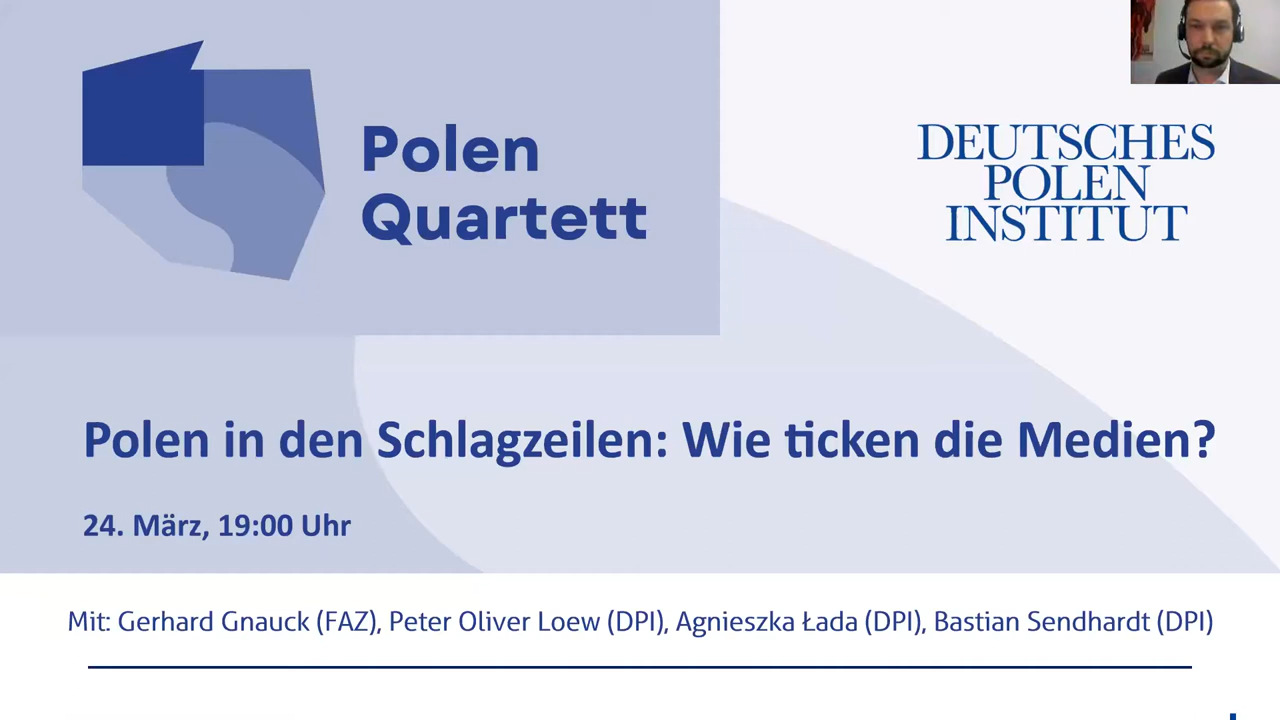 Polen
Quartett
DEUTSCHES
POLEN
INSTITUT
Polen in den Schlagzeilen: Wie ticken die Medien?
24. März, 19:00 Uhr
Mit: Gerhard Gnauck (FAZ), Peter Oliver Loew (DPI), Agnieszka Łada (DPI), Bastian Sendhardt (DPI)